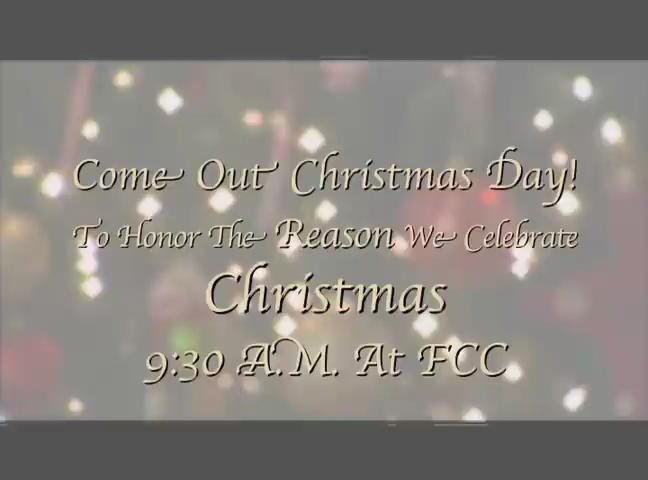 Come Out Christmas Day!
To Honor The Reason We Celebrate
Christmas
9:30 A.M. At FCC